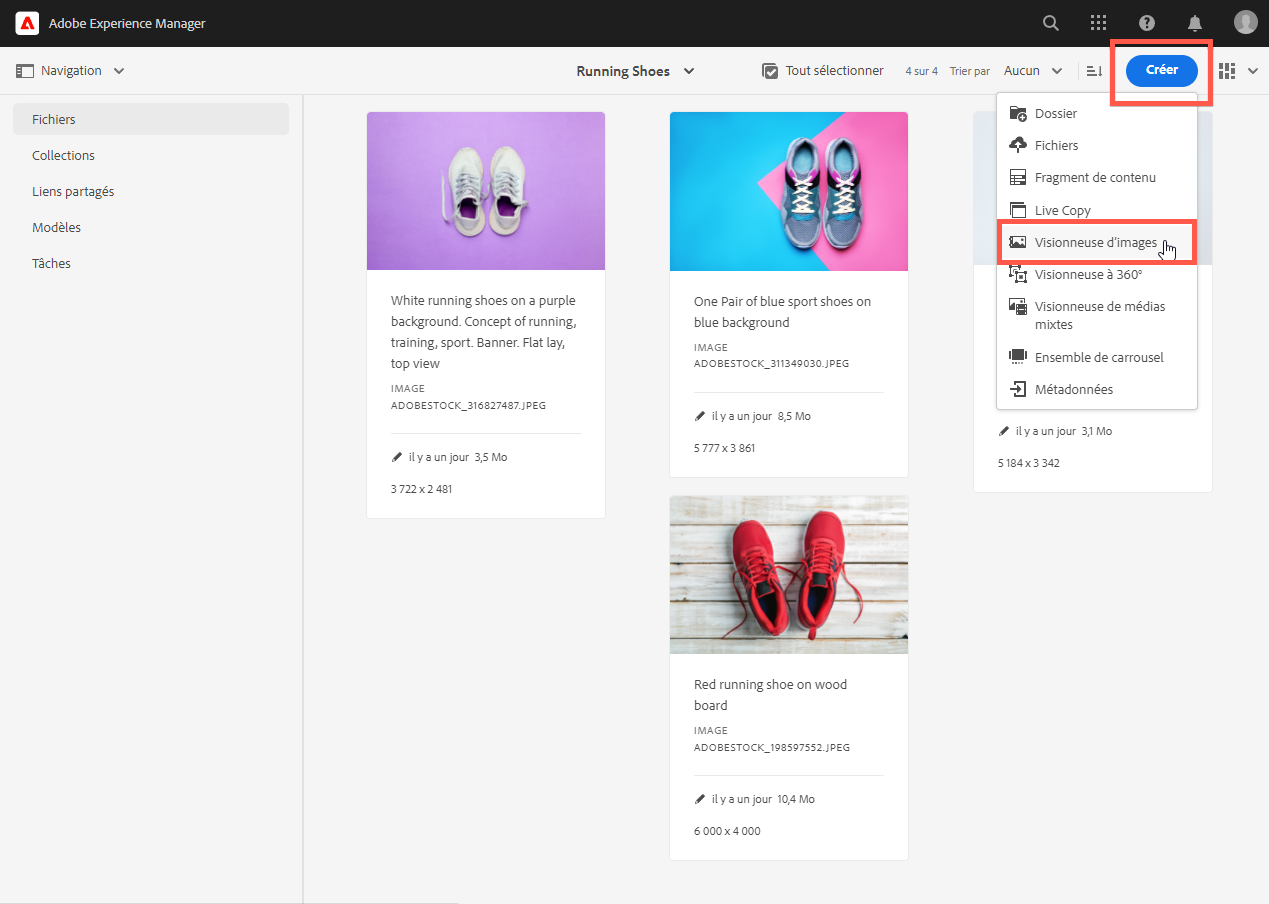 Adobe Experience Manager
Navigation
Running Shoes
Tout sélectionner
4 sur 4
Trier par
Aucun
Créer
Fichiers
Collections
Liens partagés
Modèles
Tâches
White running shoes on a purple
background. Concept of running,
training, sport. Banner. Flat lay,
top view
IMAGE
ADOBESTOCK_316827487.JPEG
il y a un jour 3,5 Mo
3 722 x 2 481
One Pair of blue sport shoes on
blue background
IMAGE
ADOBESTOCK_311349030.JPEG
il y a un jour 8,5 Mo
5 777 x 3 861
Dossier
Fichiers
Fragment de contenu
Live Copy
Visionneuse d'images
Visionneuse à 360°
Visionneuse de médias
mixtes
Ensemble de carrousel
Métadonnées
il y a un jour 3,1 Mo
5 184 x 3 342
Red running shoe on wood
board
IMAGE
ADOBESTOCK_198597552.JPEG
il y a un jour 10,4 Mo
6 000 x 4 000